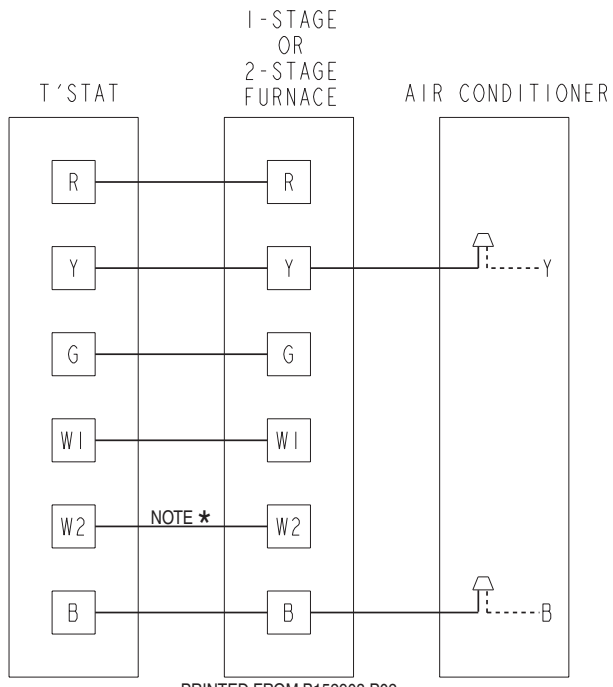 1-STAGE
OR
2-STAGE
FURNACE
T'STAT
AIR CONDITIONER
R R
Y Y Y
G G
W1 W1
W2 NOTE * W2
B B B